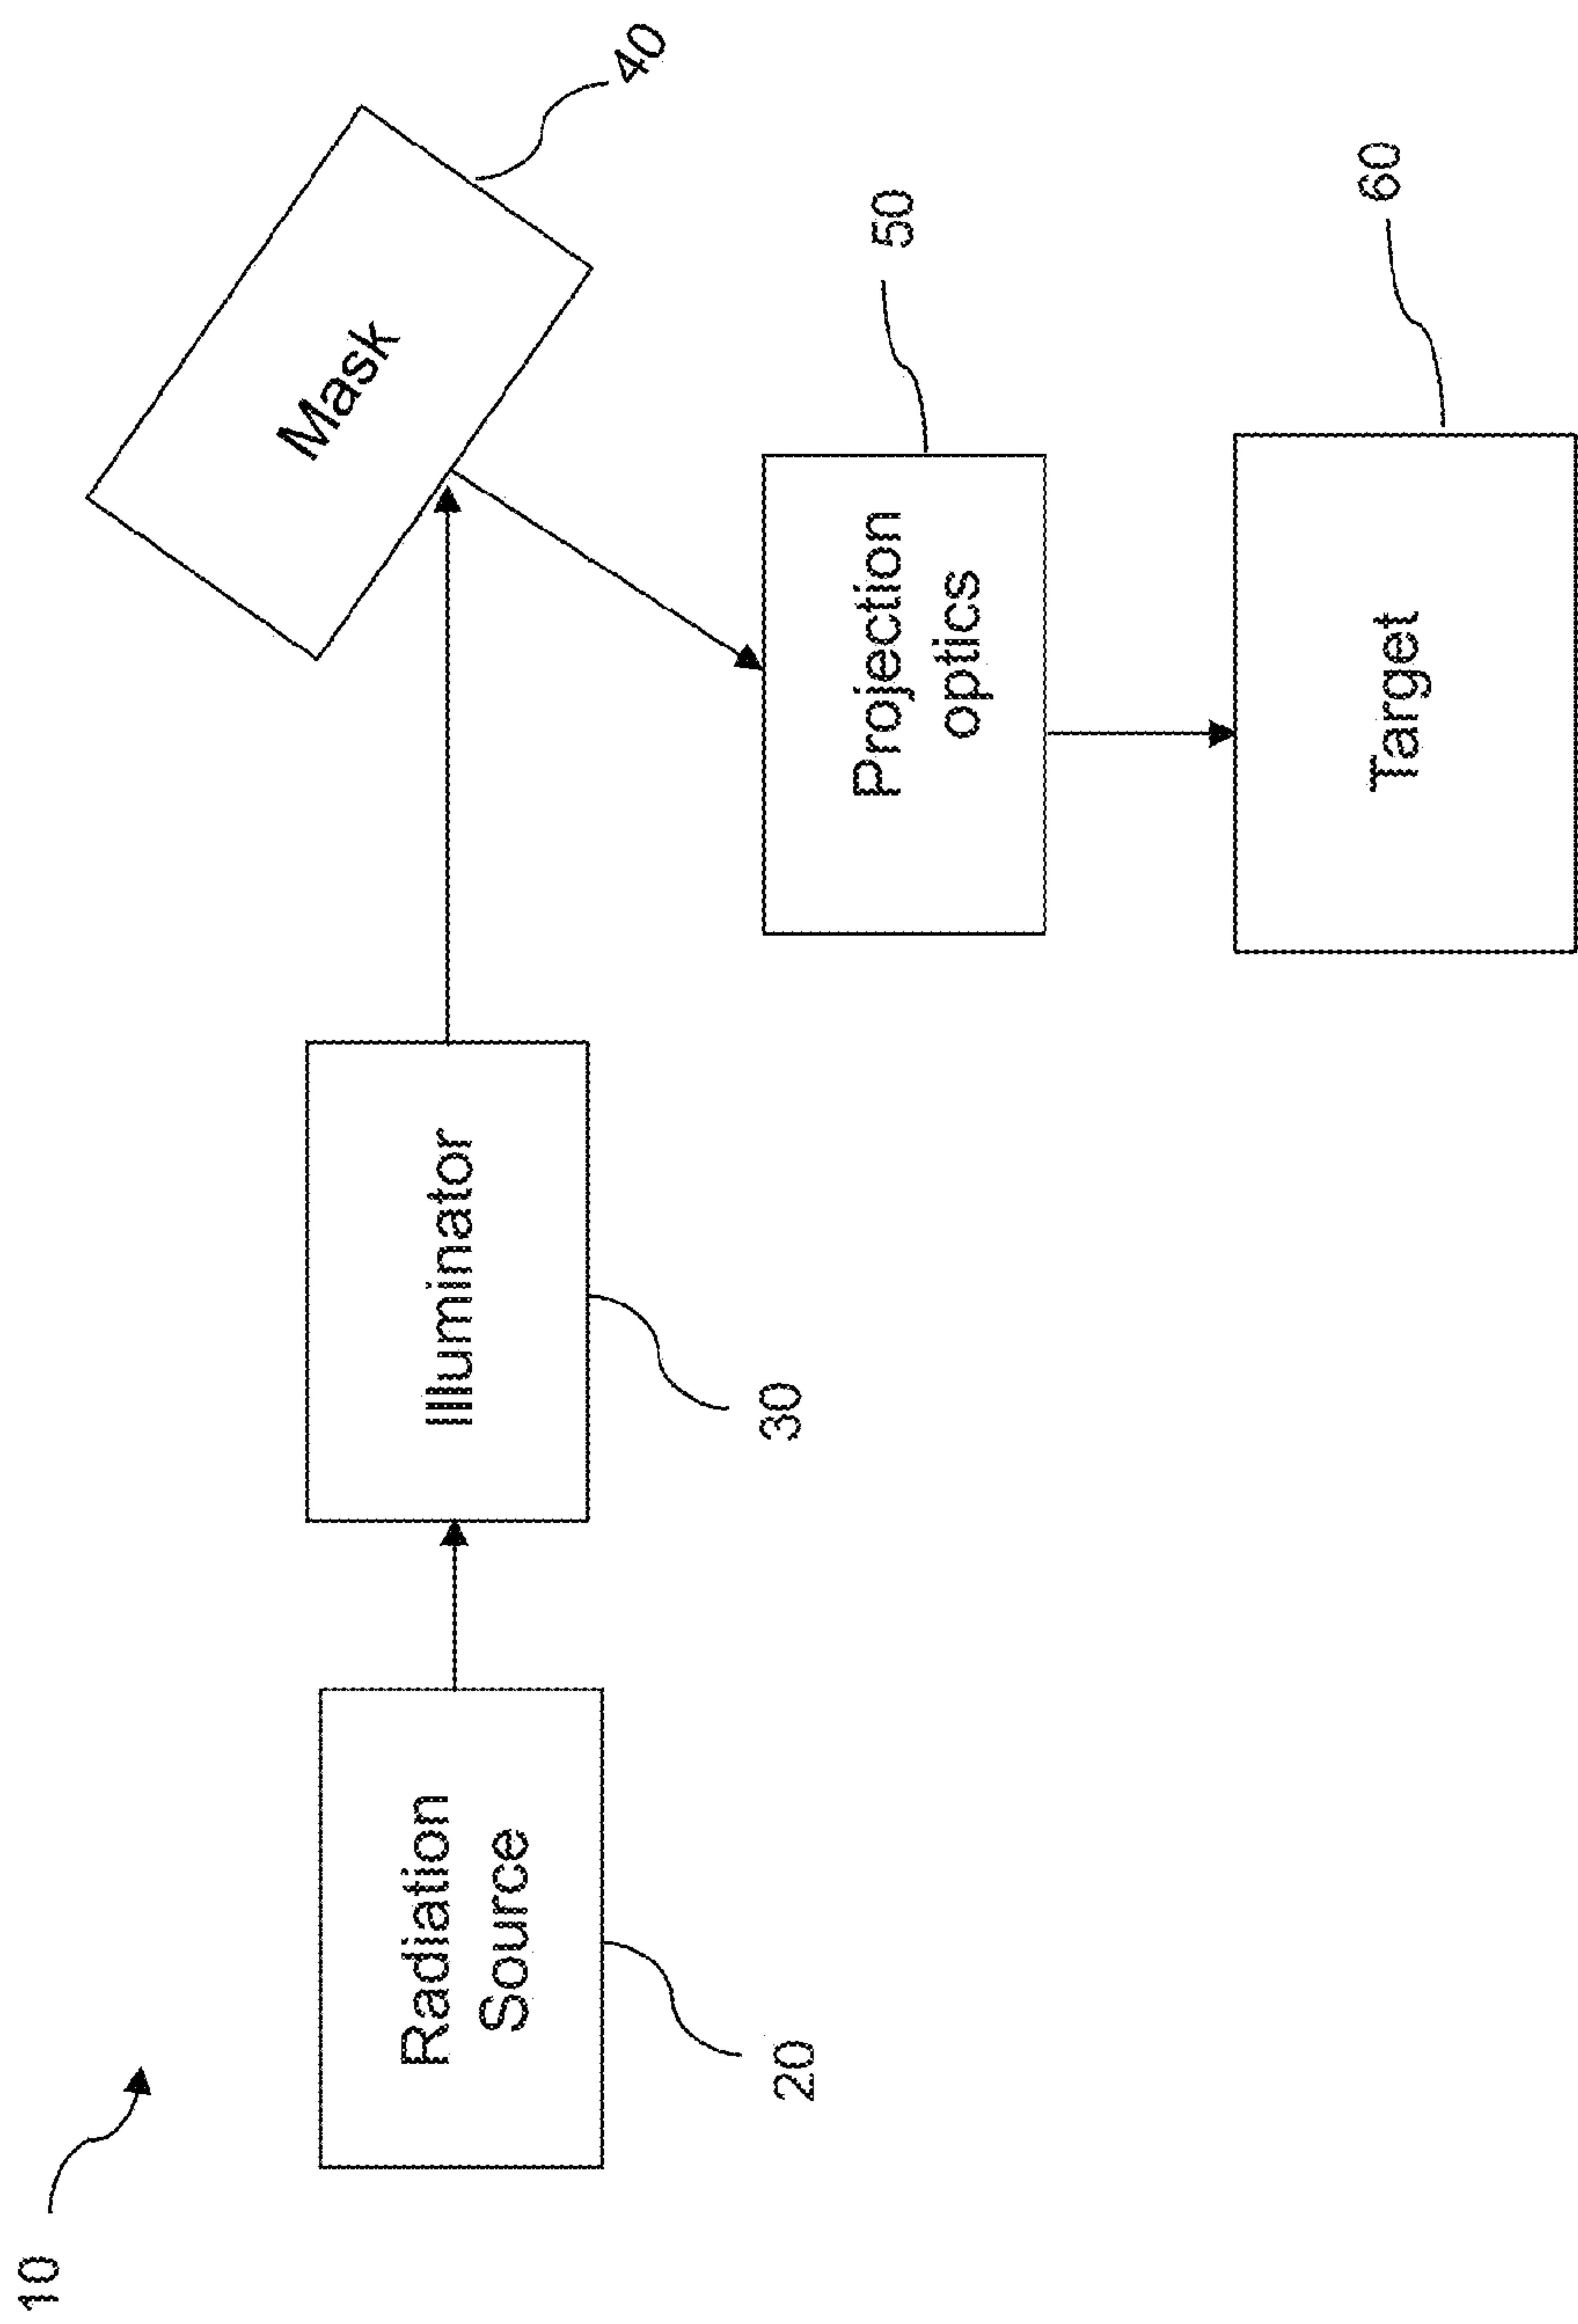 10
Radiation
Source
20
Illuminator
30
Mask
40
Projection
optics
50
Target
60